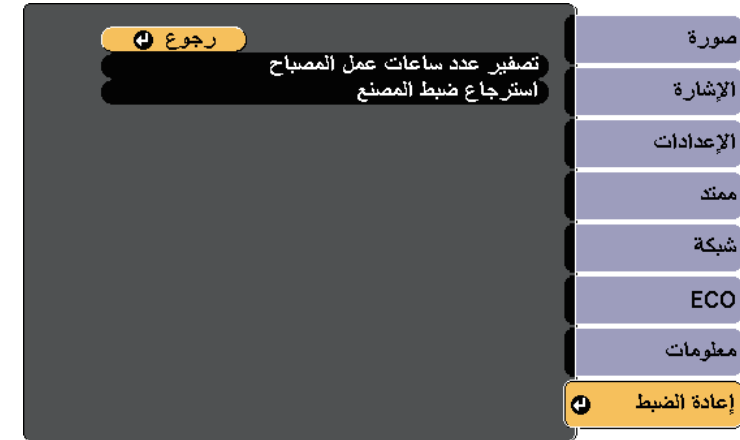 صورة
الإشارة
الإعدادات
ممتد
شبكة
ECO
معلومات
إعادة الضبط
رجوع
تصفير عدد ساعات عمل المصباح
استرجاع ضبط المصنع